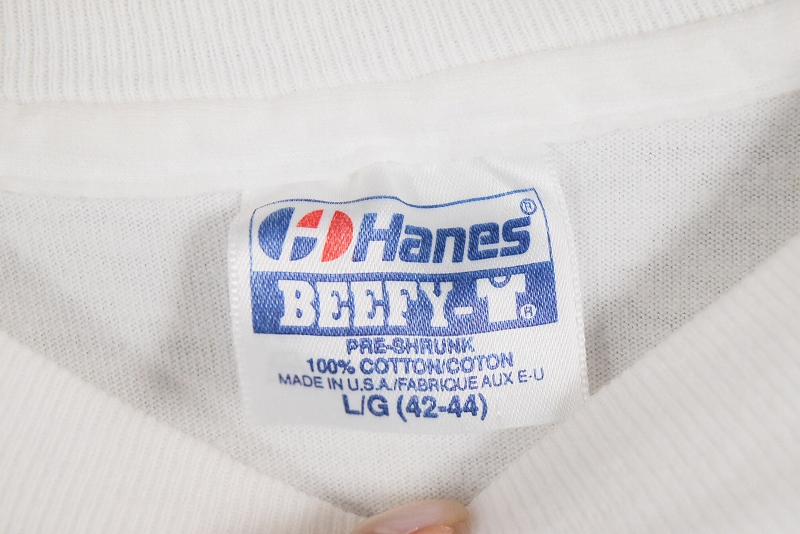 Hanes®
BEEFY-T®
PRE-SHRUNK
100% COTTON/COTON
MADE IN U.S.A./FABRIQUE AUX E-U
L/G (42-44)